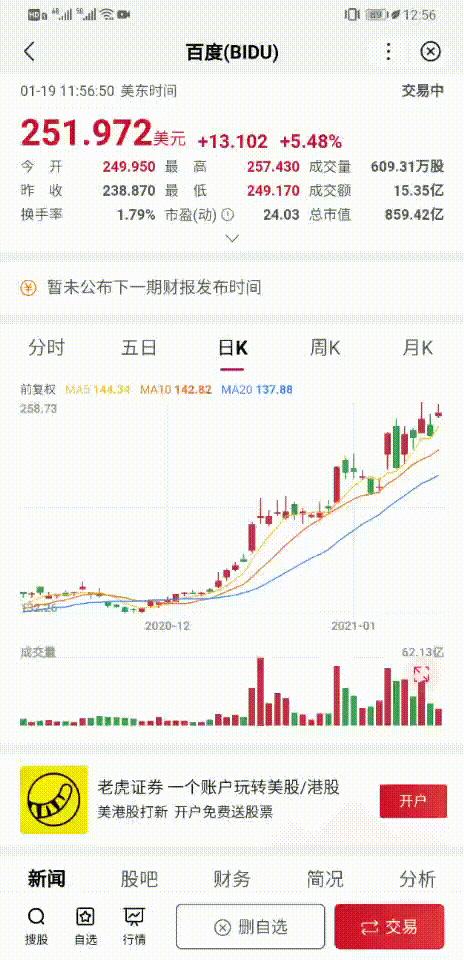 12:56
百度(BIDU)
01-19 11:56:50 美东时间 交易中
251.972美元 +13.102 +5.48%
今 开 249.950 最 高 257.430 成交量 609.31万股
昨 收 238.870 最 低 249.170 成交额 15.35亿
换手率 1.79% 市盈(动) 24.03 总市值 859.42亿
暂未公布下一期财报发布时间
分时 五日 日K 周K 月K
前复权 MA5 144.34 MA10 142.82 MA20 137.88
258.73
132.26
2020-12 2021-01
成交量 62.13亿
老虎证券 一个账户玩转美股/港股
美港股打新 开户免费送股票
开户
新闻 股吧 财务 简况 分析
搜股 自选 行情 删自选 交易